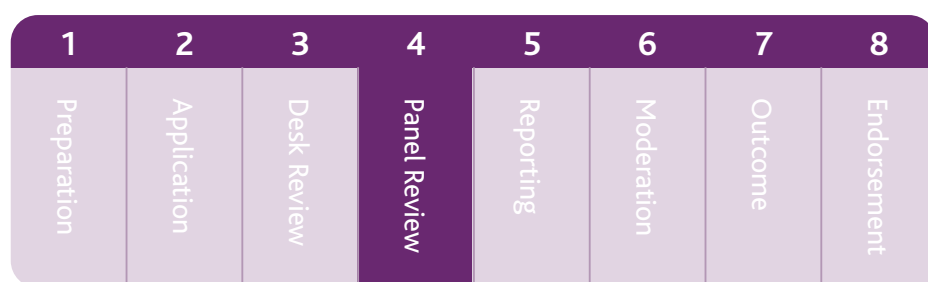 1 2 3 4 5 6 7 8
Preparation
Application
Desk Review
Panel Review
Reporting
Moderation
Outcome
Endorsement